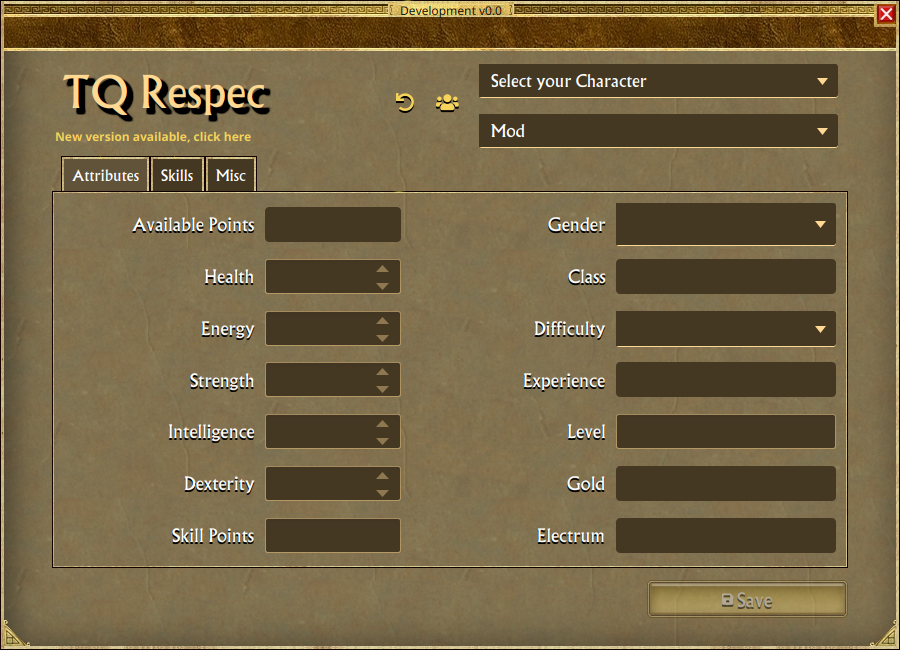 Development v0.0
TQ Respec
New version available, click here
Select your Character
Mod
Attributes
Skills
Misc
Available Points
Health
Energy
Strength
Intelligence
Dexterity
Skill Points
Gender
Class
Difficulty
Experience
Level
Gold
Electrum
Save